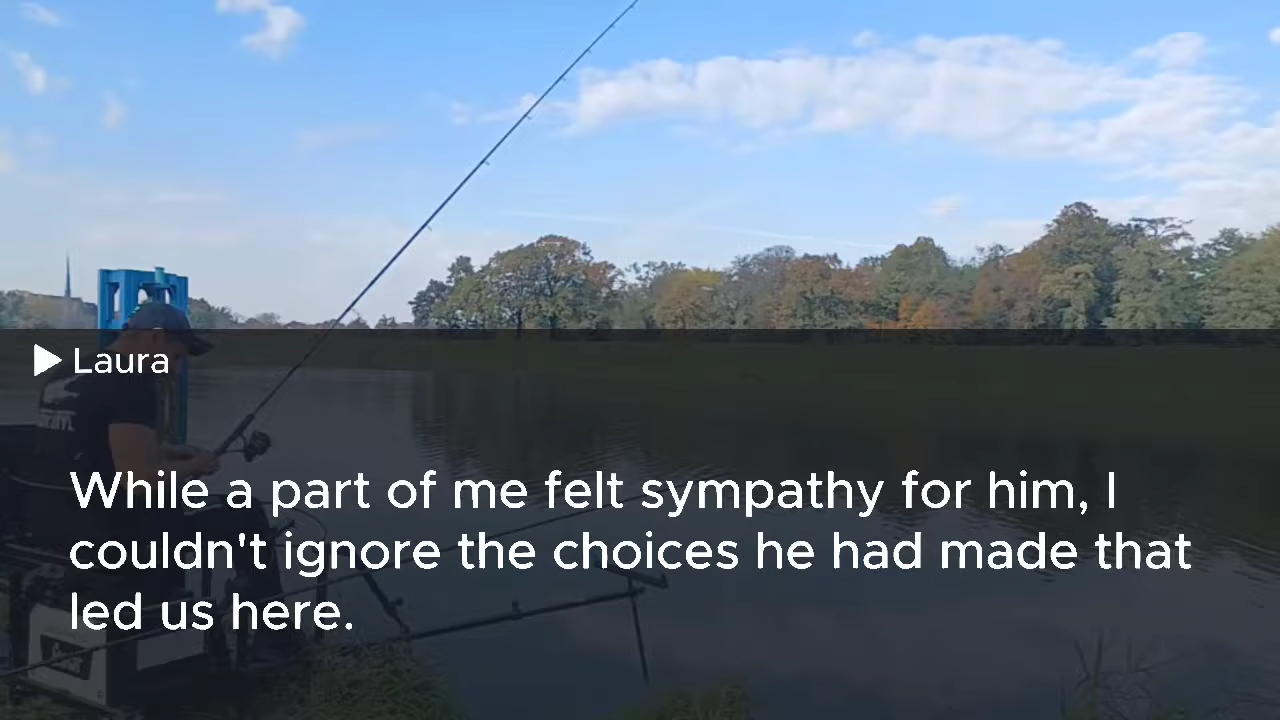 Laura
While a part of me felt sympathy for him, I
couldn't ignore the choices he had made that
led us here.